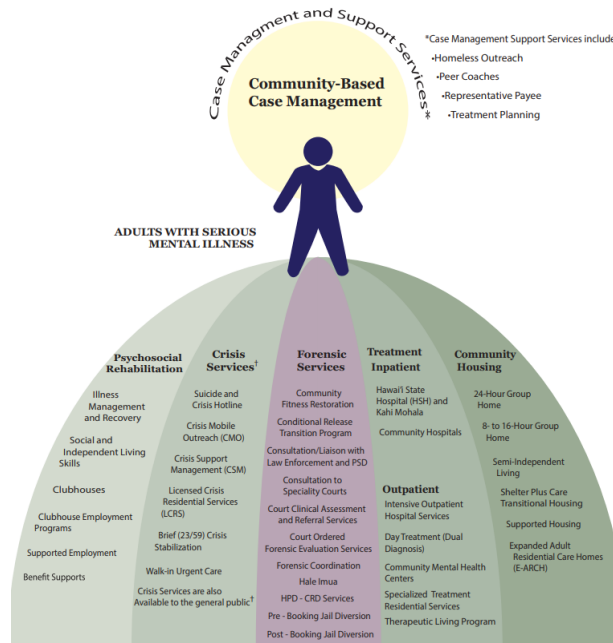 Case Managment and Support Services*
Community-Based
Case Management
*Case Management Support Services include
•Homeless Outreach
•Peer Coaches
•Representative Payee
•Treatment Planning
ADULTS WITH SERIOUS
MENTAL ILLNESS
Psychosocial
Rehabilitation
Illness
Management
and Recovery
Social and
Independent Living
Skills
Clubhouses
Clubhouse Employment
Programs
Supported Employment
Benefit Supports
Crisis
Services†
Suicide and
Crisis Hotline
Crisis Mobile
Outreach (CMO)
Crisis Support
Management (CSM)
Licensed Crisis
Residential Services
(LCRS)
Brief (23/59) Crisis
Stabilization
Walk-in Urgent Care
Crisis Services are also
Available to the general public†
Forensic
Services
Community
Fitness Restoration
Conditional Release
Transition Program
Consultation/Liaison with
Law Enforcement and PSD
Consultation to
Speciality Courts
Court Clinical Assessment
and Referral Services
Court Ordered
Forensic Evaluation Services
Forensic Coordination
Hale Imua
HPD - CRD Services
Pre - Booking Jail Diversion
Post - Booking Jail Diversion
Treatment
Inpatient
Hawai‘i State
Hospital (HSH) and
Kahi Mohala
Community Hospitals
Outpatient
Intensive Outpatient
Hospital Services
Day Treatment (Dual
Diagnosis)
Community Mental Health
Centers
Specialized Treatment
Residential Services
Therapeutic Living Program
Community
Housing
24-Hour Group
Home
8- to 16-Hour Group
Home
Semi-Independent
Living
Shelter Plus Care
Transitional Housing
Supported Housing
Expanded Adult
Residential Care Homes
(E-ARCH)